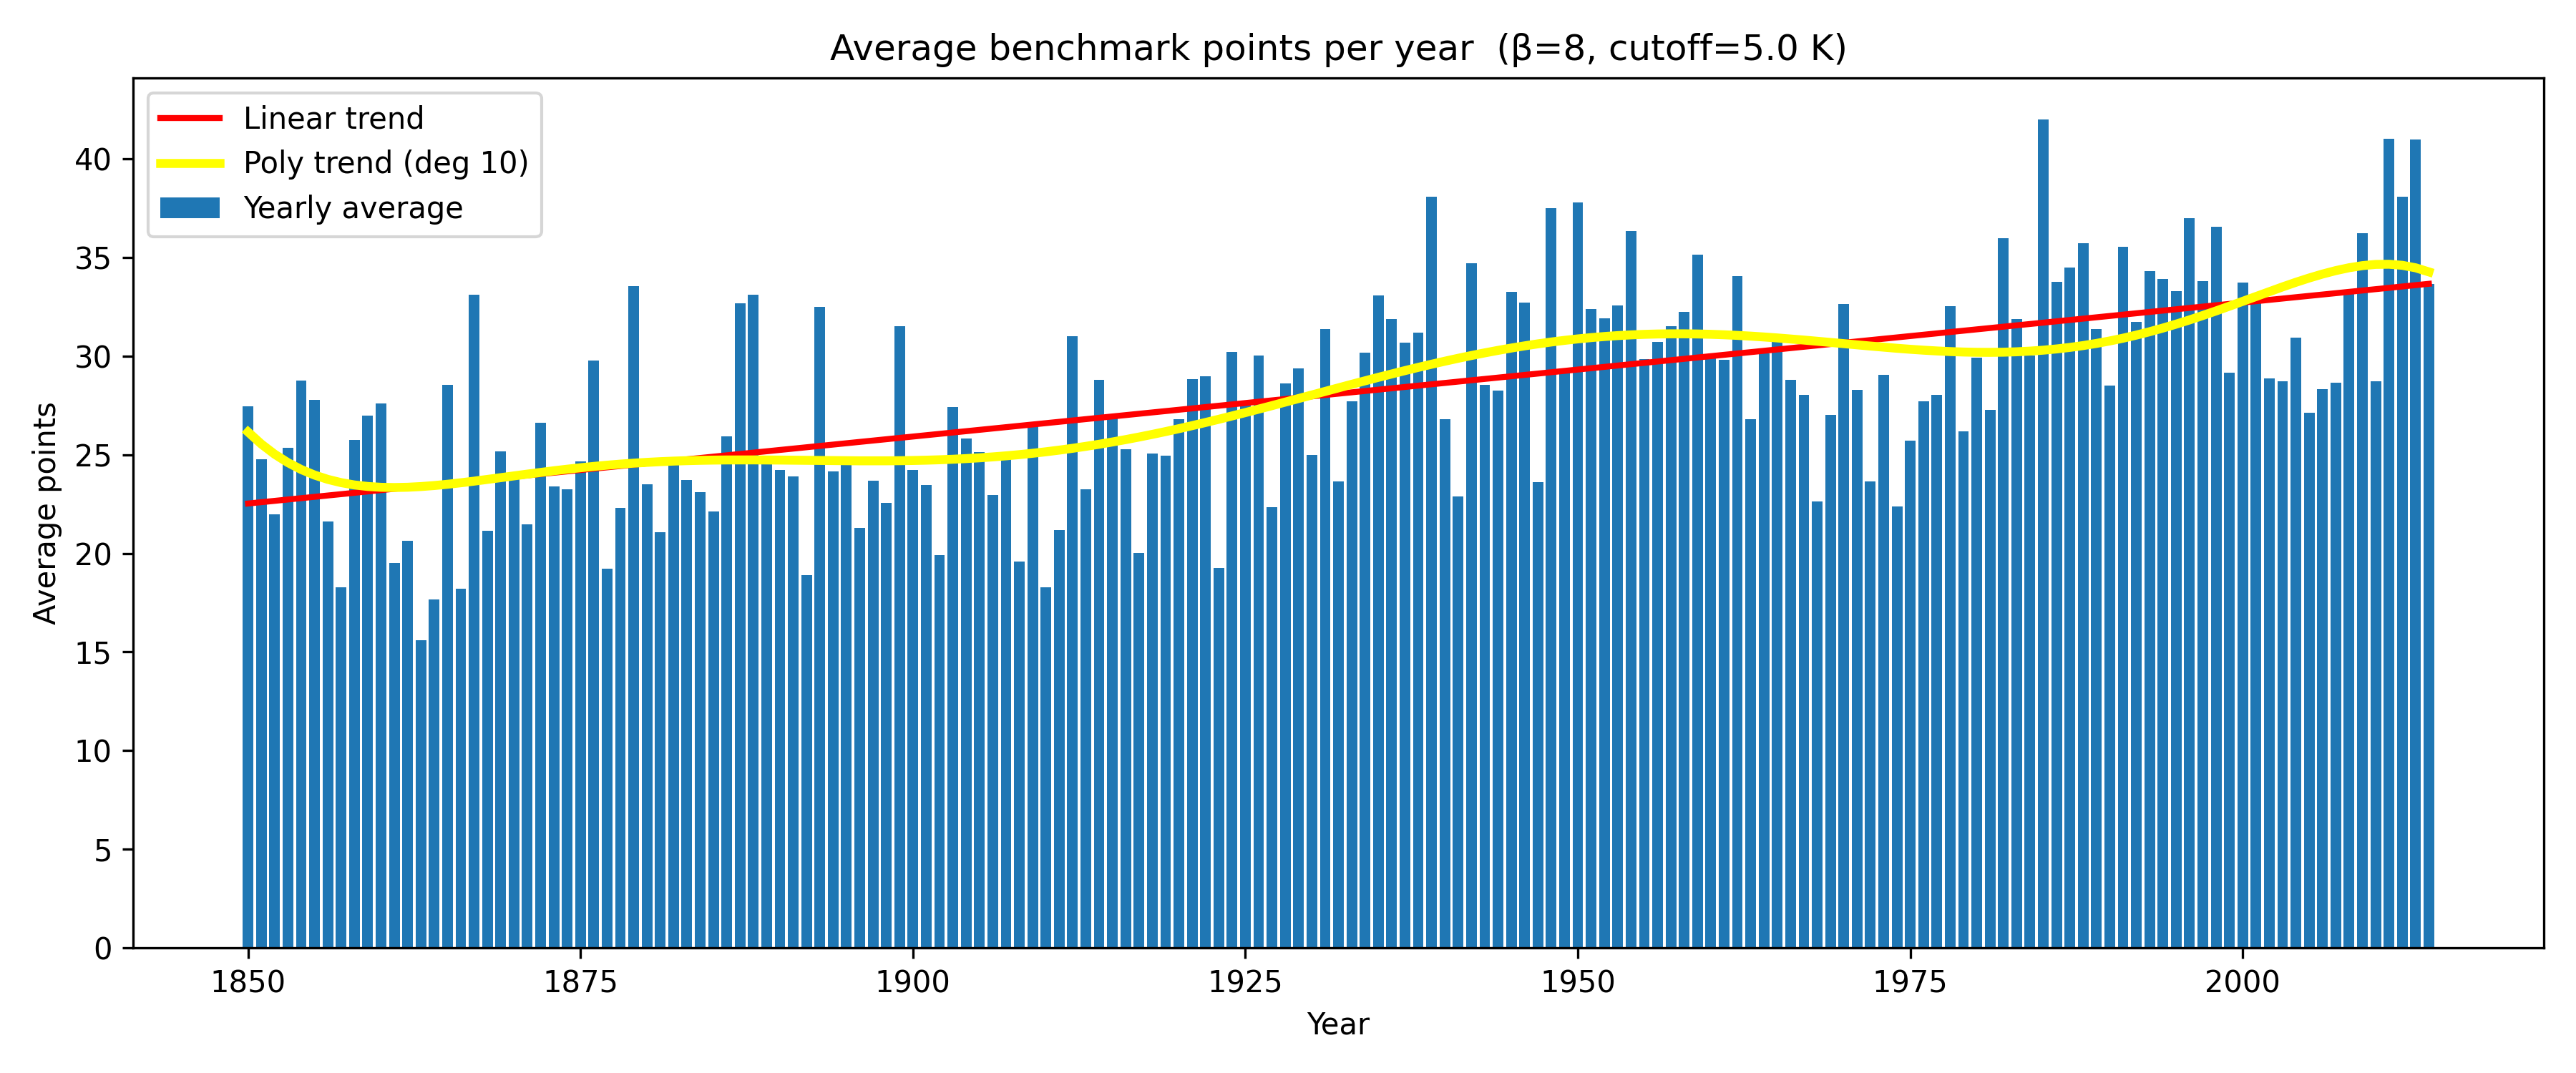 Average benchmark points per year  (β=8, cutoff=5.0 K)
Linear trend
Poly trend (deg 10)
Yearly average
Average points
40
35
30
25
20
15
10
5
0
1850 1875 1900 1925 1950 1975 2000
Year